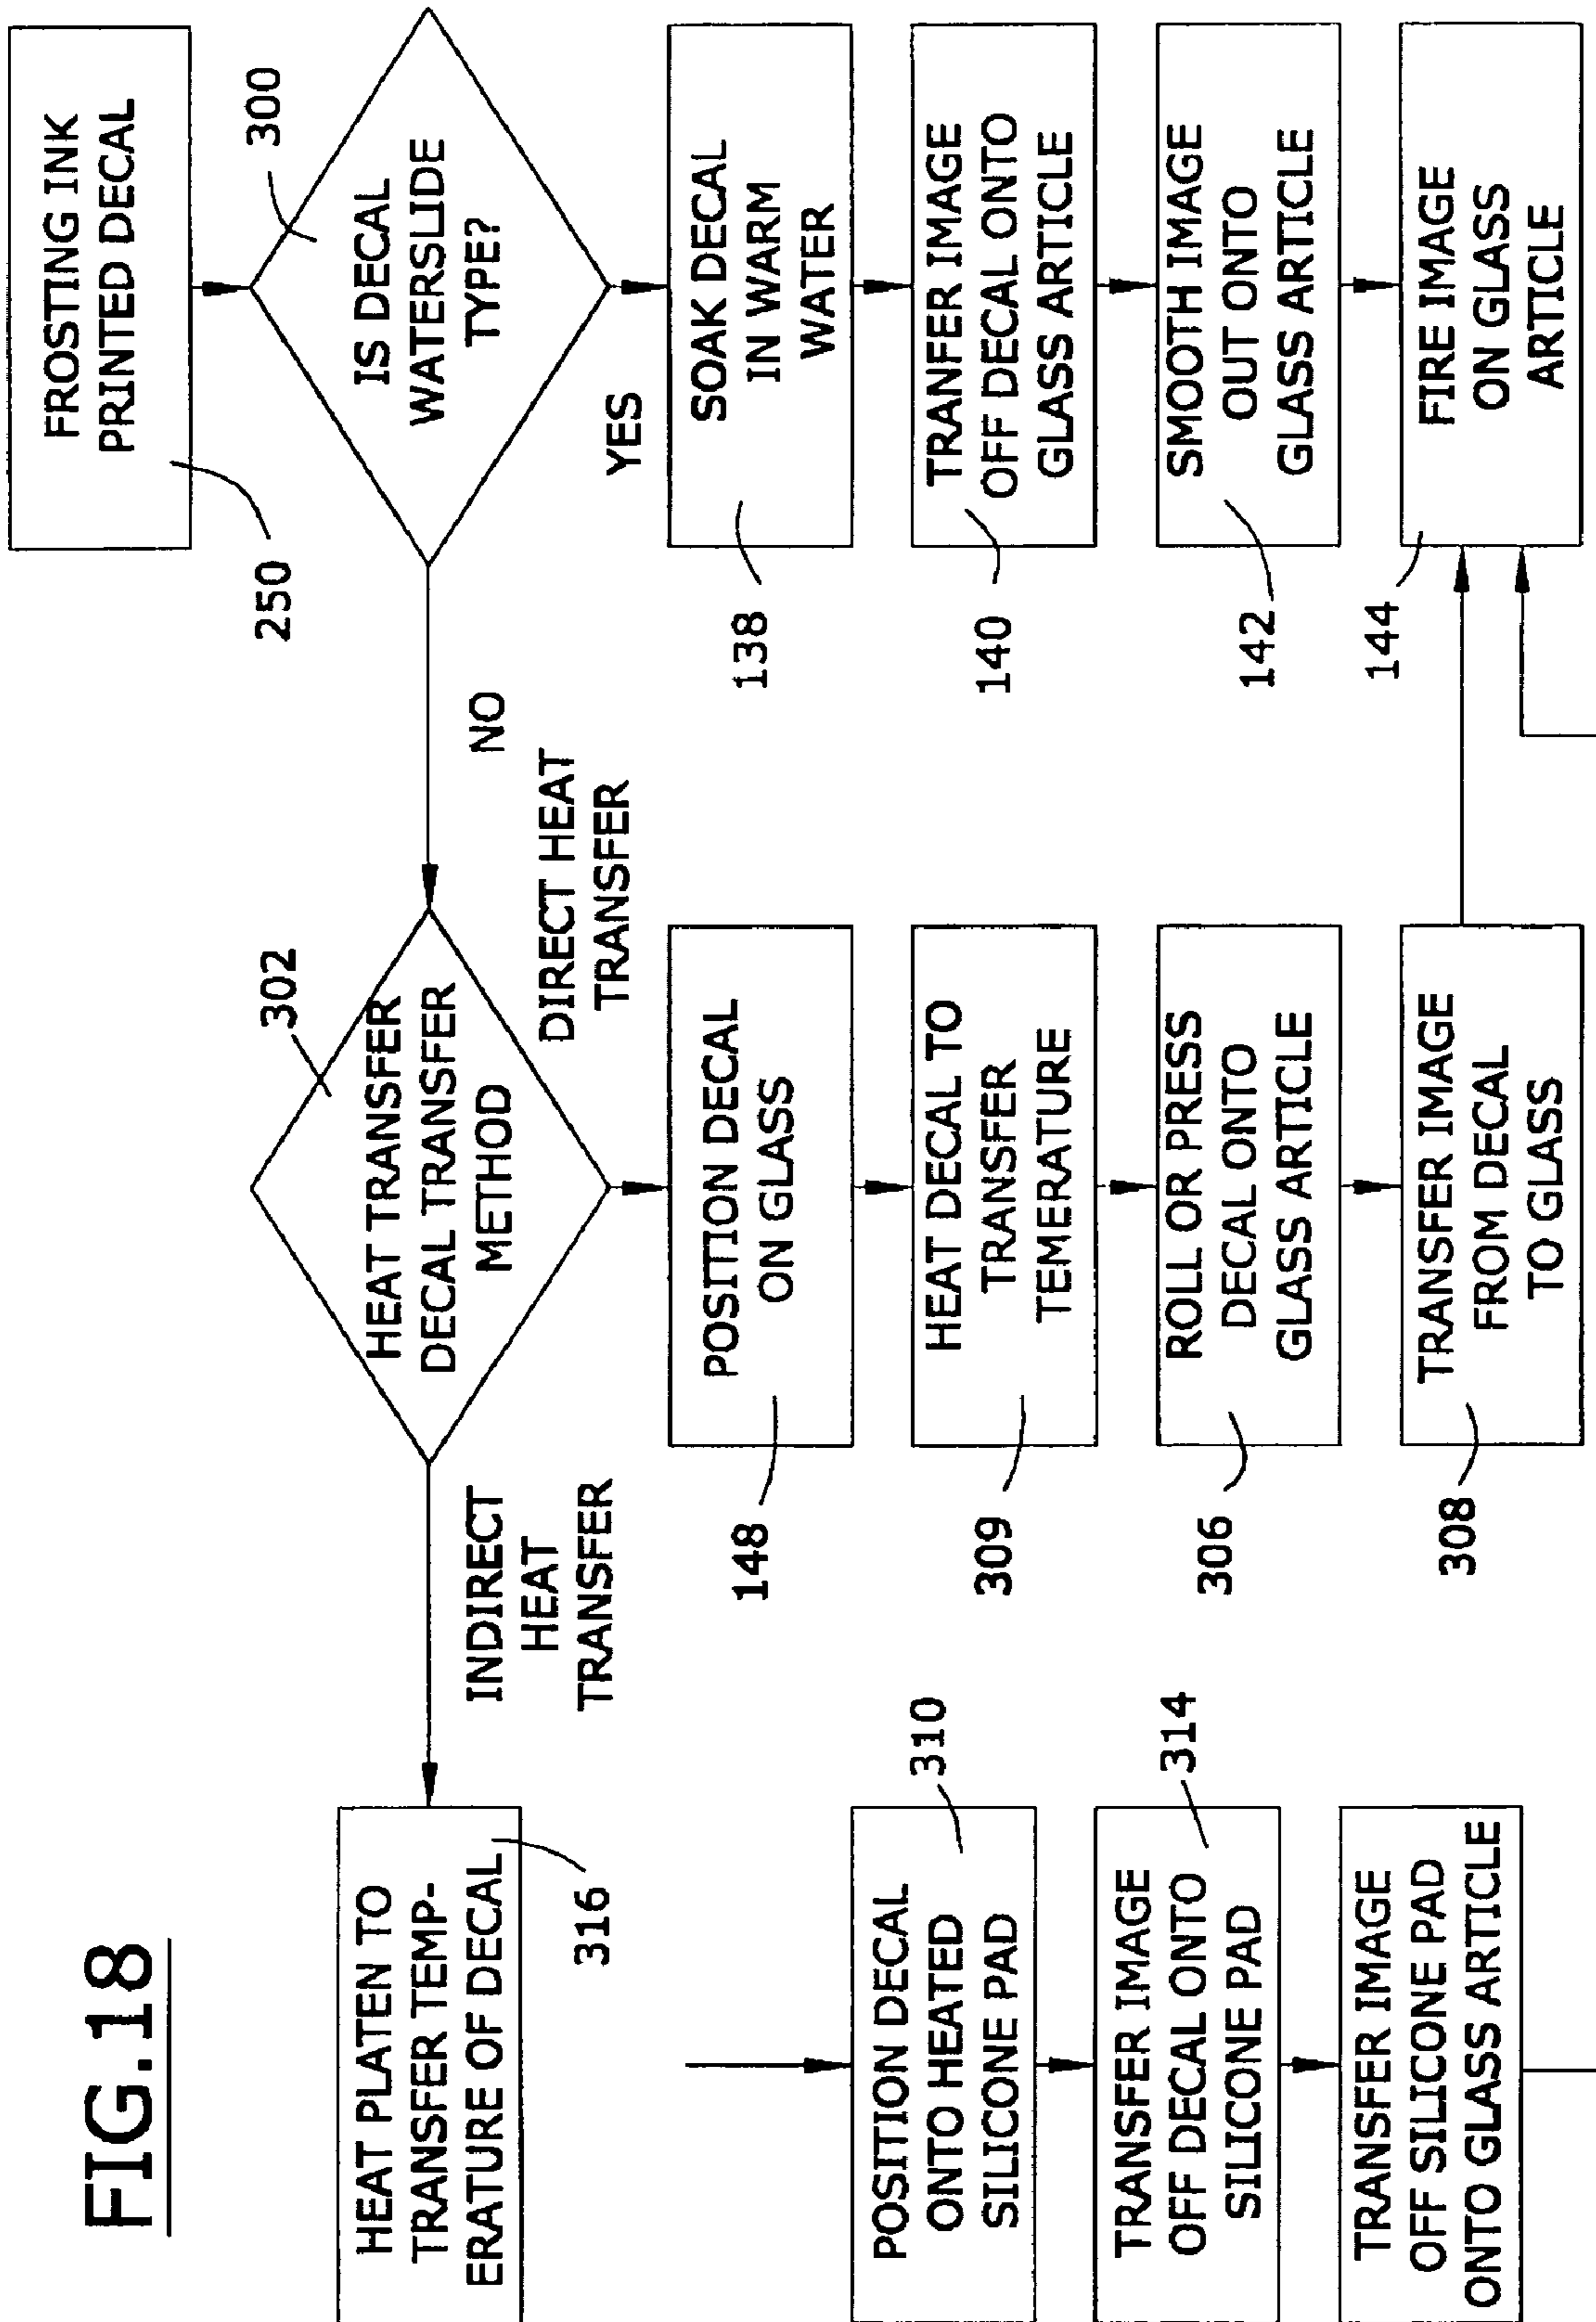 FIG.18
FROSTING INK
PRINTED DECAL
250
IS DECAL
WATERSLIDE
TYPE?
300
YES
NO
SOAK DECAL
IN WARM
WATER
138
TRANFER IMAGE
OFF DECAL ONTO
GLASS ARTICLE
140
SMOOTH IMAGE
OUT ONTO
GLASS ARTICLE
142
FIRE IMAGE
ON GLASS
ARTICLE
144
HEAT TRANSFER
DECAL TRANSFER
METHOD
302
DIRECT HEAT
TRANSFER
POSITION DECAL
ON GLASS
148
HEAT DECAL TO
TRANSFER
TEMERATURE
309
ROLL OR PRESS
DECAL ONTO
GLASS ARTICLE
306
TRANSFER IMAGE
FROM DECAL
TO GLASS
308
INDIRECT
HEAT
TRANSFER
HEAT PLATEN TO
TRANSFER TEMP-
ERATURE OF DECAL
316
POSITION DECAL
ONTO HEATED
SILICONE PAD
310
TRANSFER IMAGE
OFF DECAL ONTO
SILICONE PAD
314
TRANSFER IMAGE
OFF SILICONE PAD
ONTO GLASS ARTICLE